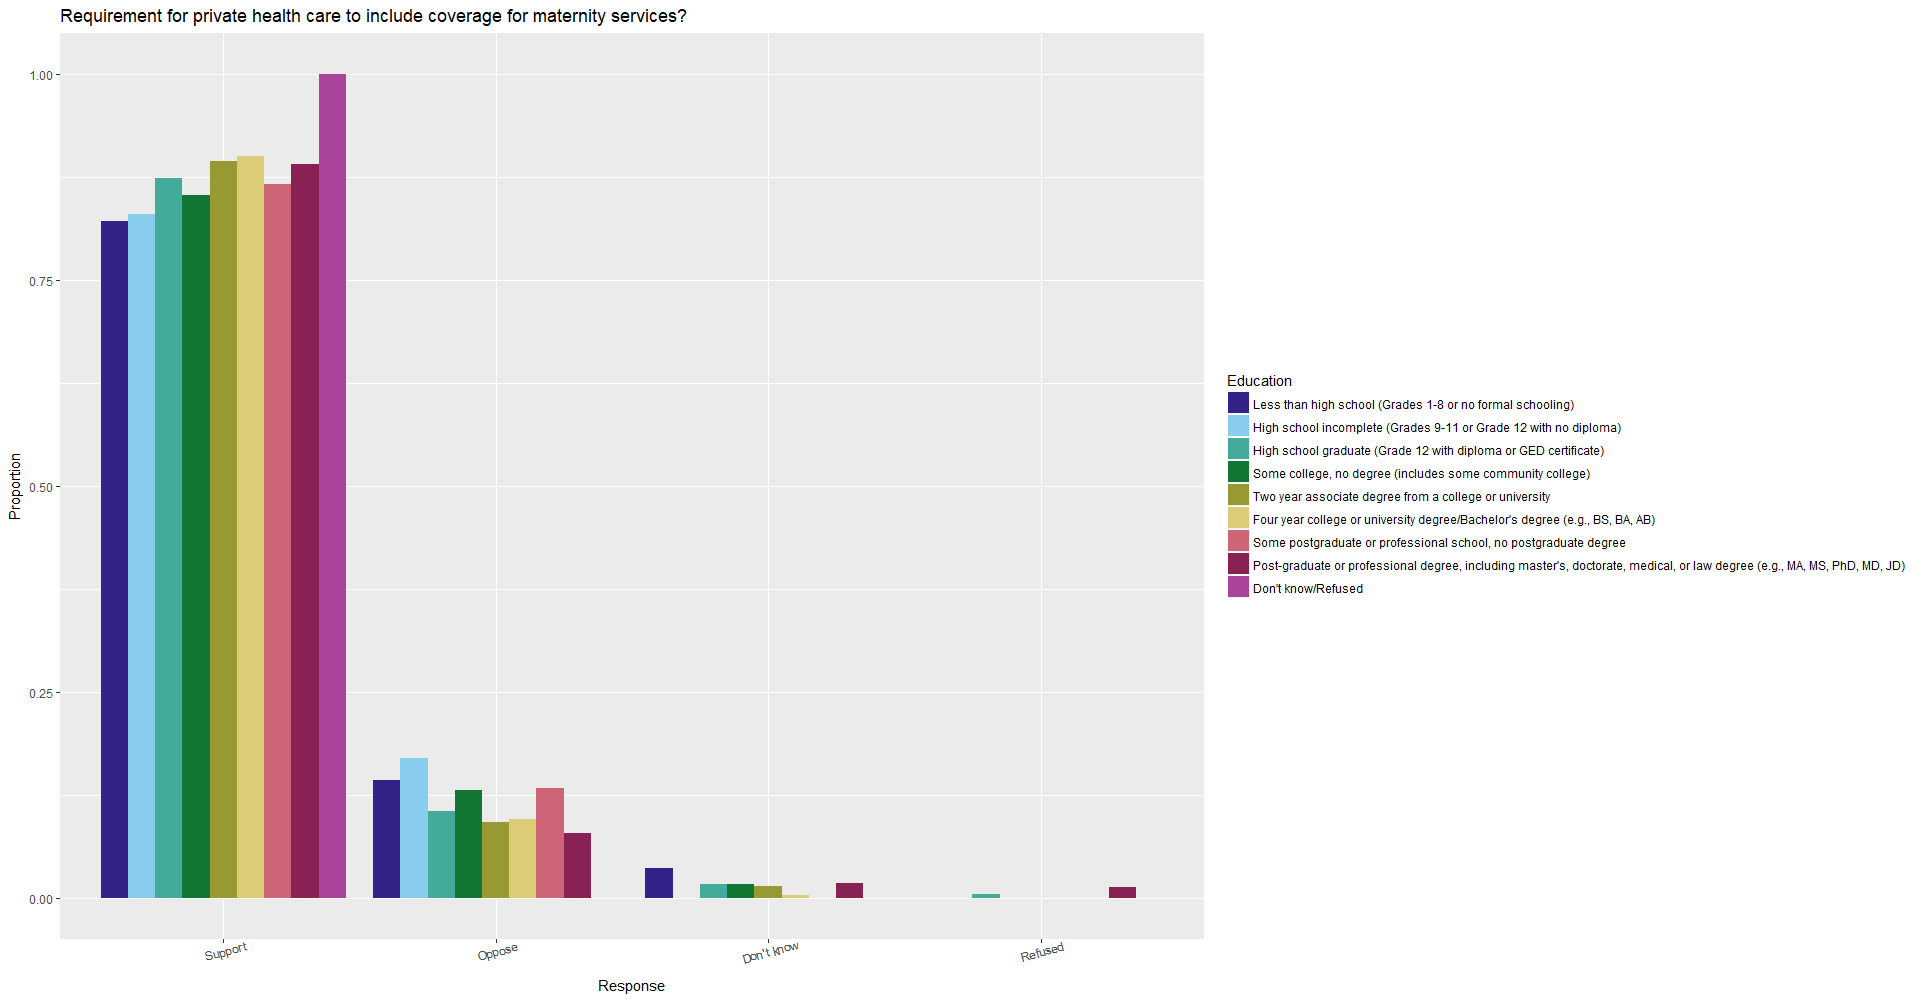 Requirement for private health care to include coverage for maternity services?
1.00
0.75
0.50
0.25
0.00
Proportion
Support
Oppose
Don't know
Refused
Response
Education
Less than high school (Grades 1-8 or no formal schooling)
High school incomplete (Grades 9-11 or Grade 12 with no diploma)
High school graduate (Grade 12 with diploma or GED certificate)
Some college, no degree (includes some community college)
Two year associate degree from a college or university
Four year college or university degree/Bachelor's degree (e.g., BS, BA, AB)
Some postgraduate or professional school, no postgraduate degree
Post-graduate or professional degree, including master's, doctorate, medical, or law degree (e.g., MA, MS, PhD, MD, JD)
Don't know/Refused